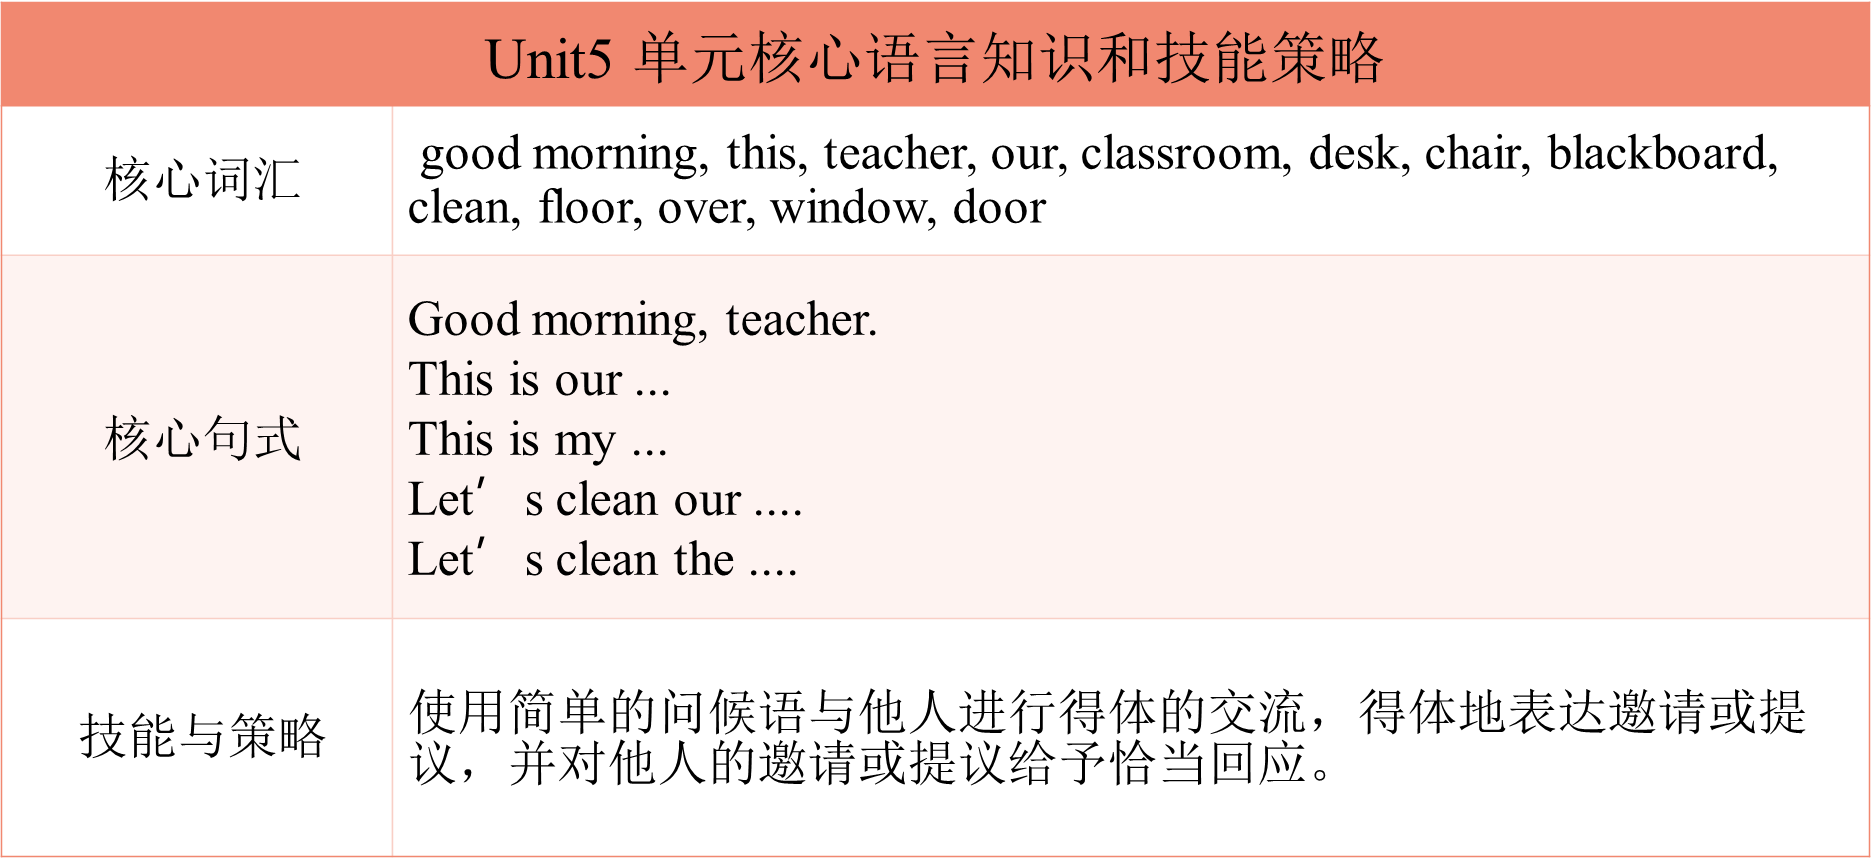 Unit5 单元核心语言知识和技能策略
核心词汇
good morning, this, teacher, our, classroom, desk, chair, blackboard,
clean, floor, over, window, door
核心句式
Good morning, teacher.
This is our ...
This is my ...
Let′s clean our ....
Let′s clean the ....
技能与策略
使用简单的问候语与他人进行得体的交流，得体地表达邀请或提
议，并对他人的邀请或提议给予恰当回应。